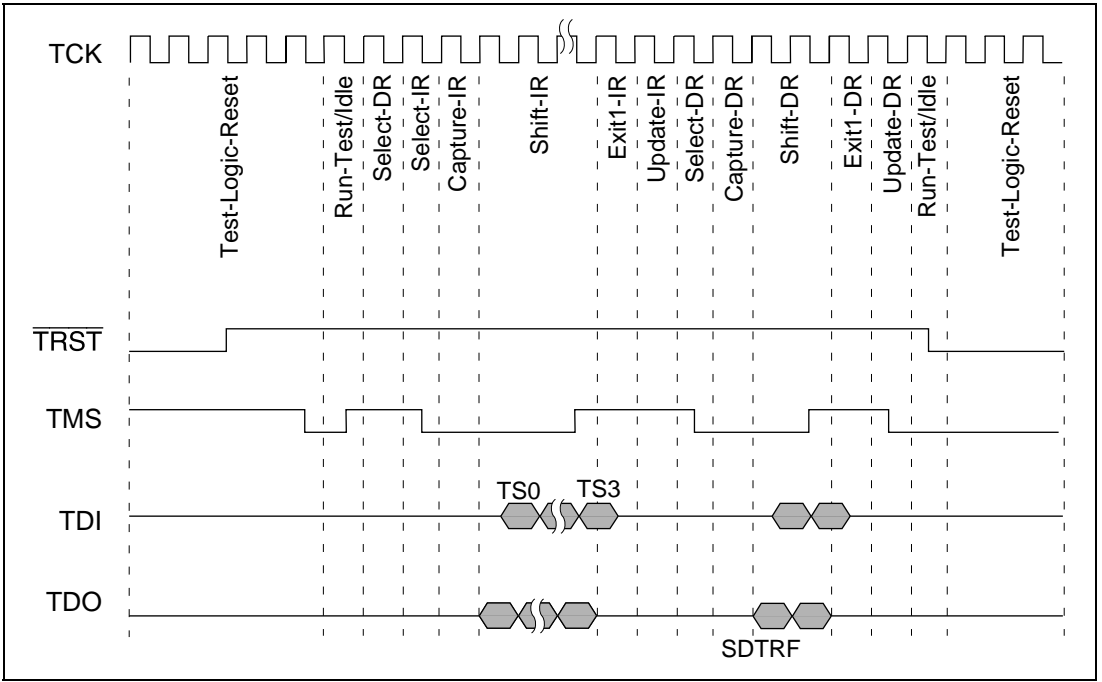 TCK
Test-Logic-Reset
Run-Test/Idle
Select-DR
Select-IR
Capture-IR
Shift-IR
Exit1-IR
Update-IR
Select-DR
Capture-DR
Shift-DR
Exit1-DR
Update-DR
Run-Test/Idle
Test-Logic-Reset
TRST
TMS
TS0 TS3
TDI
TDO
SDTRF